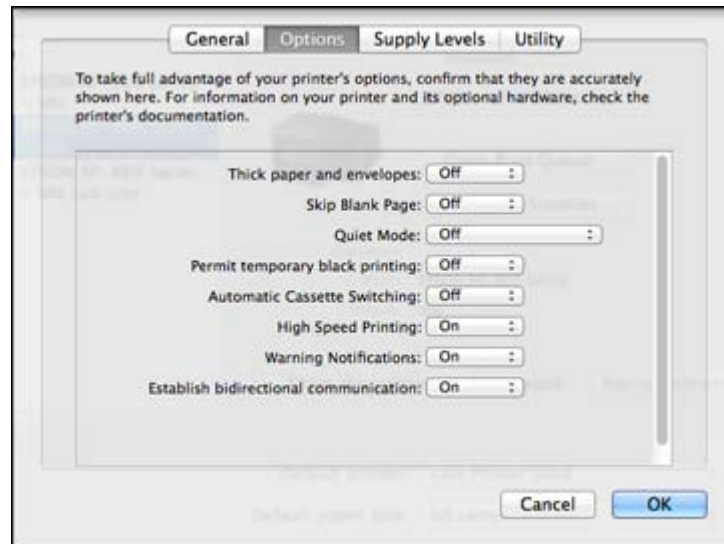 General Options Supply Levels Utility
To take full advantage of your printer's options, confirm that they are accurately
shown here. For information on your printer and its optional hardware, check the
printer's documentation.
Thick paper and envelopes: Off
Skip Blank Page: Off
Quiet Mode: Off
Permit temporary black printing: Off
Automatic Cassette Switching: Off
High Speed Printing: On
Warning Notifications: On
Establish bidirectional communication: On
Cancel OK